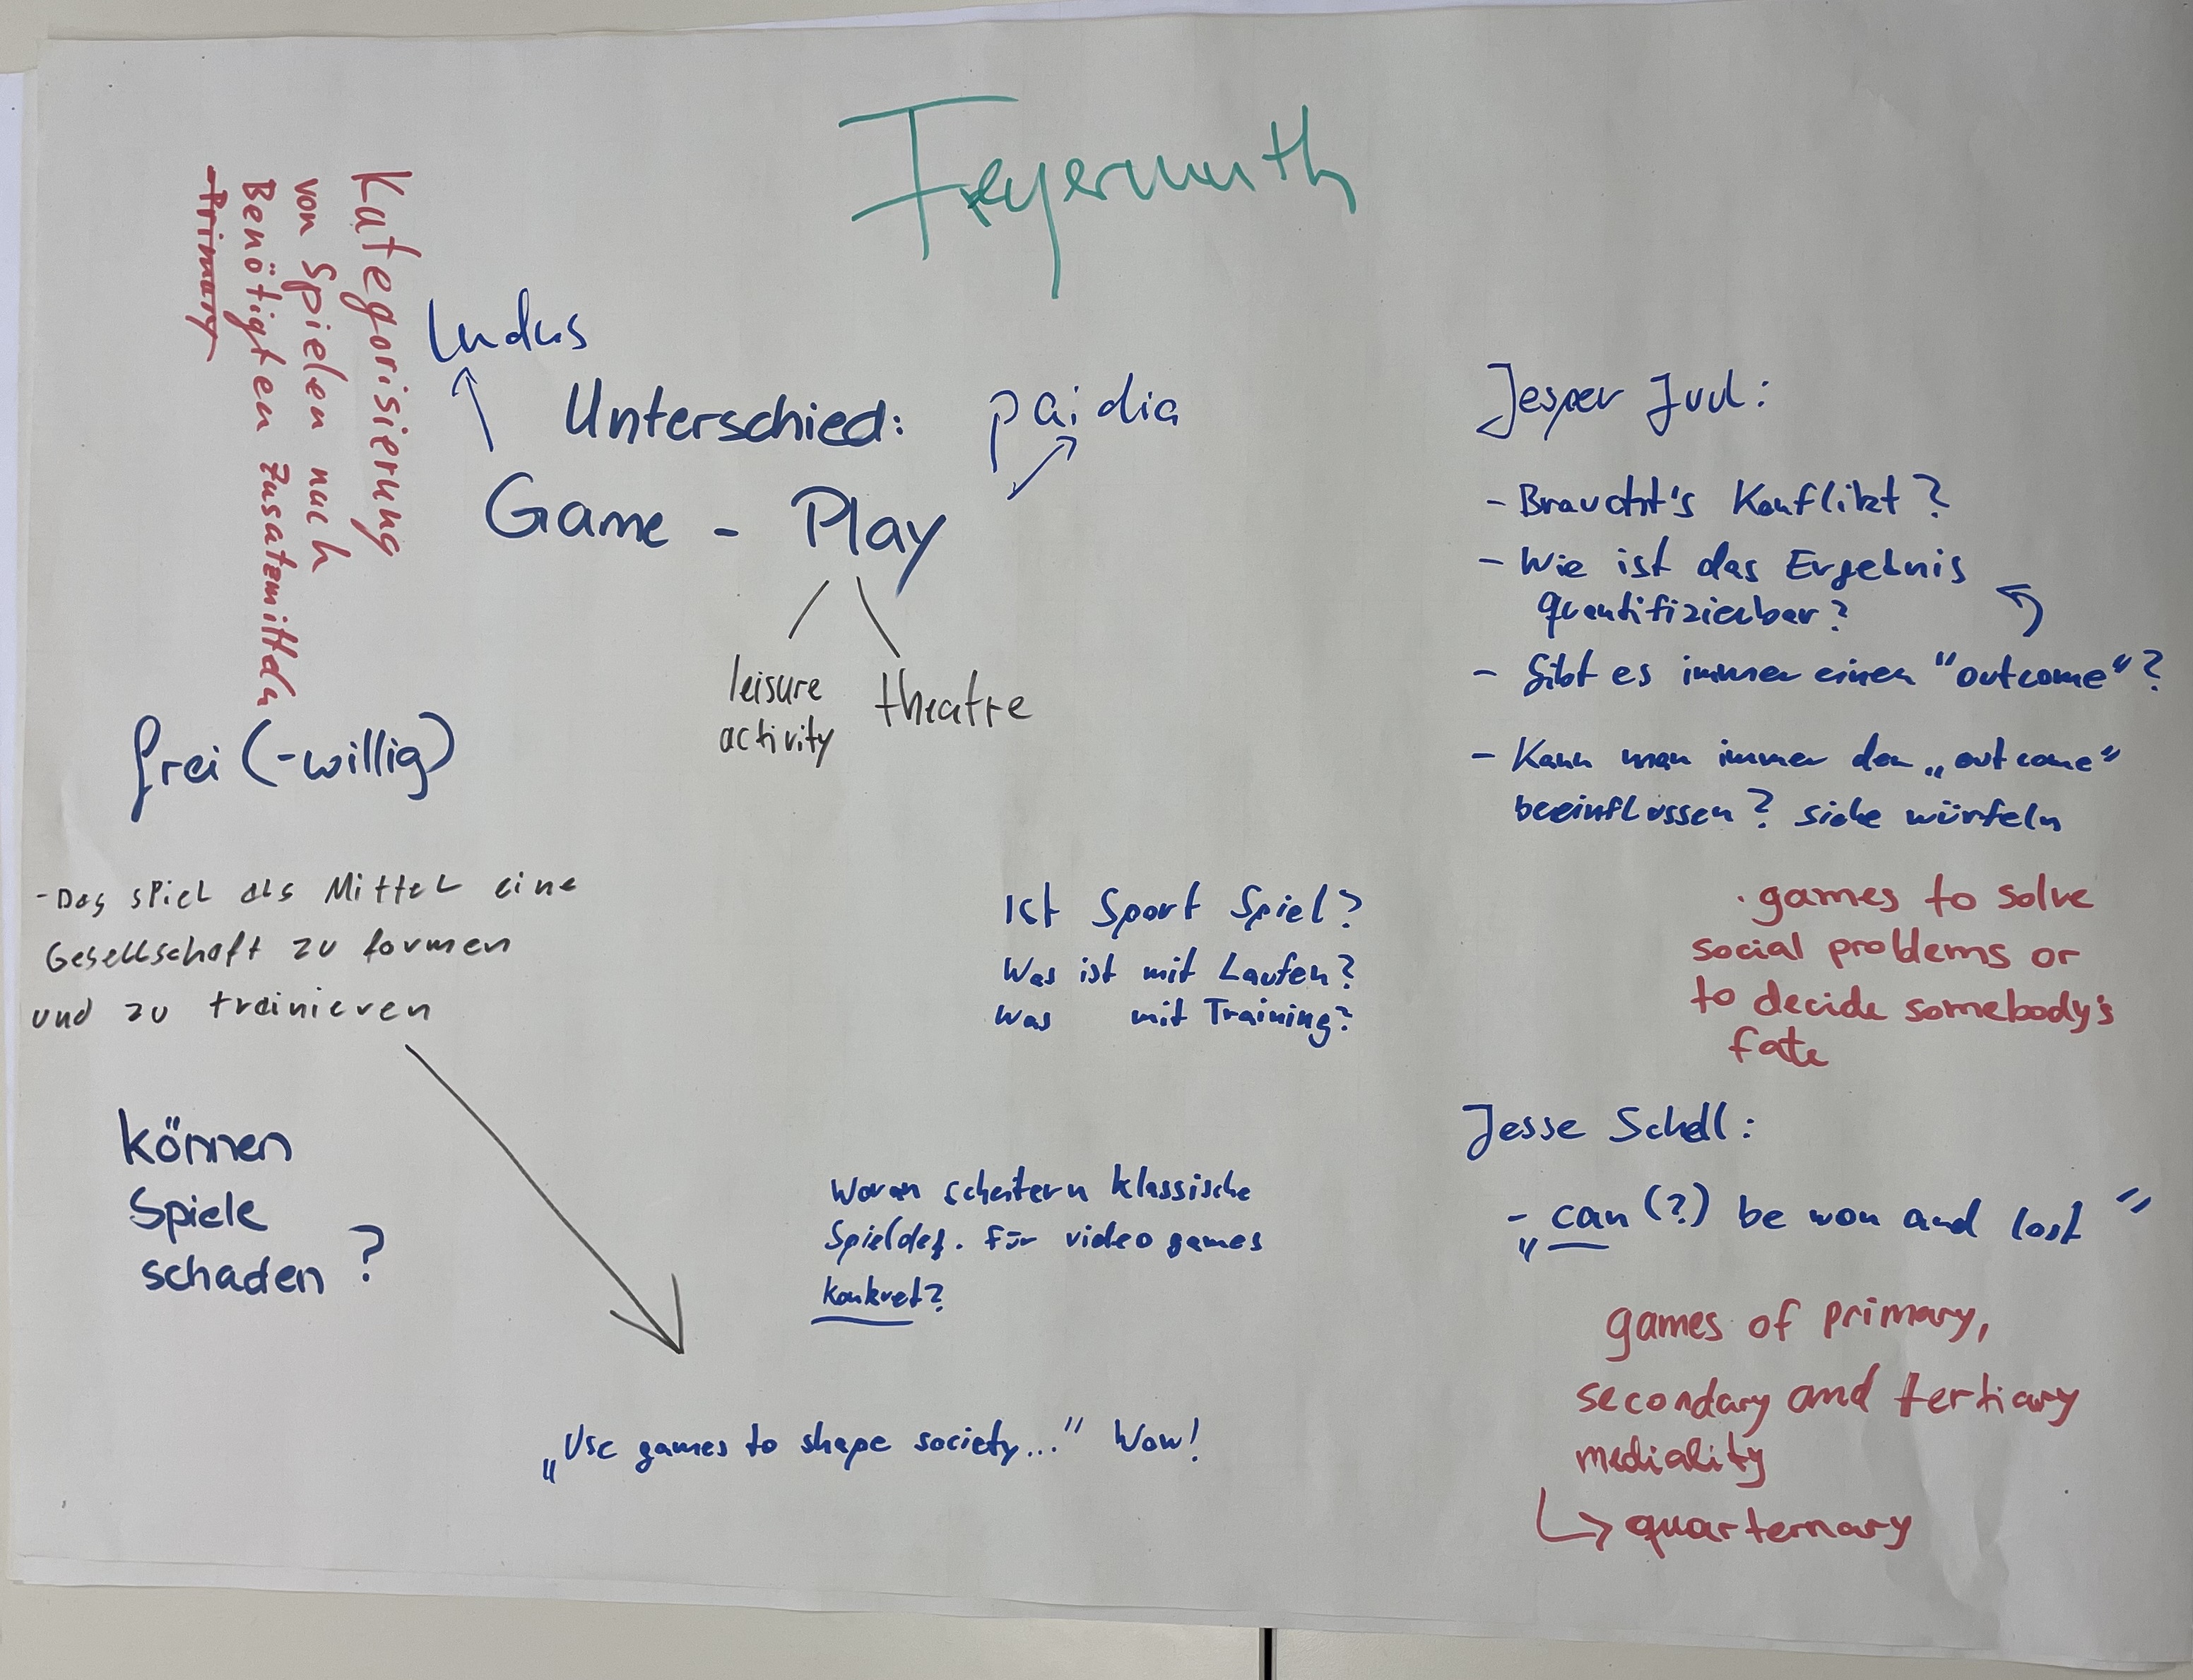 Feyermuth
Kategorisierung
von Spielen nach
Benötigten Zusatzmitteln
-Primary
ludus
Unterschied: paidia
Game - Play
leisure
activity
theatre
frei (-willig)
- Das Spiel als Mittel eine
Gesellschaft zu formen
und zu trainieren
können
Spiele
schaden ?
Ist Sport Spiel?
Was ist mit Laufen?
Was mit Training?
Woran scheitern klassische
Spieldef. für video games
konkret?
„Use games to shape society..." Wow!
Jesper Juul:
- Braucht's Konflikt?
- Wie ist das Ergebnis
quantifizierbar?
- Gibt es immer einen "outcome"?
- Kann man immer den „outcome"
beeinflussen? siehe würfeln
· games to solve
social problems or
to decide somebody's
fate
Jesse Schell:
- „can (?) be won and lost"
games of primary,
secondary and tertiary
mediality
↳ quarternary